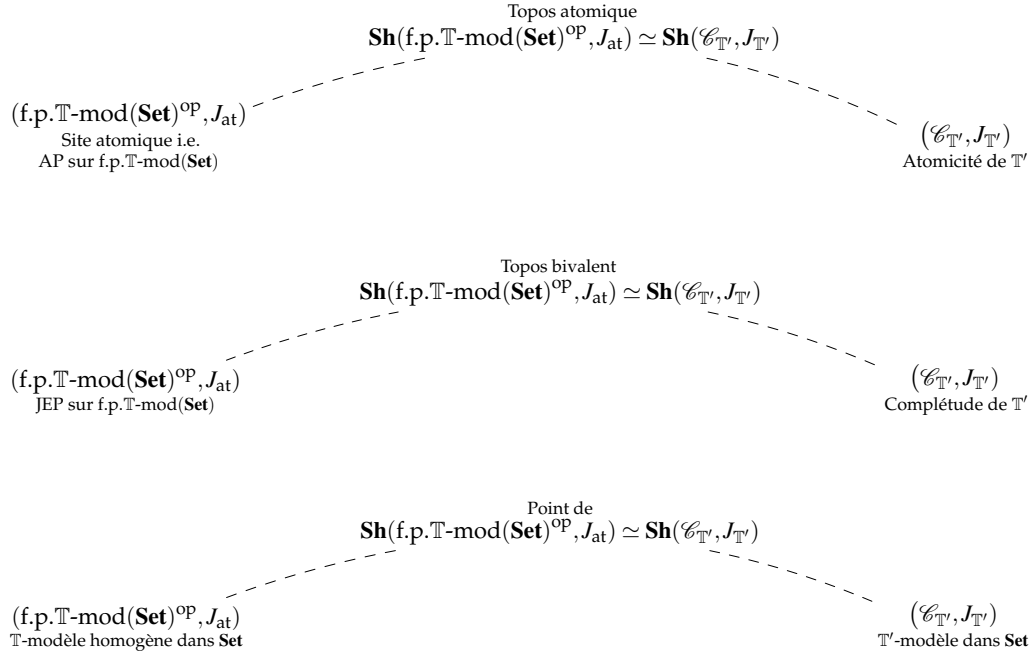 Topos atomique
Sh(f.p.𝕋-mod(Set)^op, J_at) ≃ Sh(𝒞_𝕋′, J_𝕋′)
(f.p.𝕋-mod(Set)^op, J_at)
Site atomique i.e.
AP sur f.p.𝕋-mod(Set)
(𝒞_𝕋′, J_𝕋′)
Atomicité de 𝕋′
Topos bivalent
Sh(f.p.𝕋-mod(Set)^op, J_at) ≃ Sh(𝒞_𝕋′, J_𝕋′)
(f.p.𝕋-mod(Set)^op, J_at)
JEP sur f.p.𝕋-mod(Set)
(𝒞_𝕋′, J_𝕋′)
Complétude de 𝕋′
Point de
Sh(f.p.𝕋-mod(Set)^op, J_at) ≃ Sh(𝒞_𝕋′, J_𝕋′)
(f.p.𝕋-mod(Set)^op, J_at)
𝕋-modèle homogène dans Set
(𝒞_𝕋′, J_𝕋′)
𝕋′-modèle dans Set